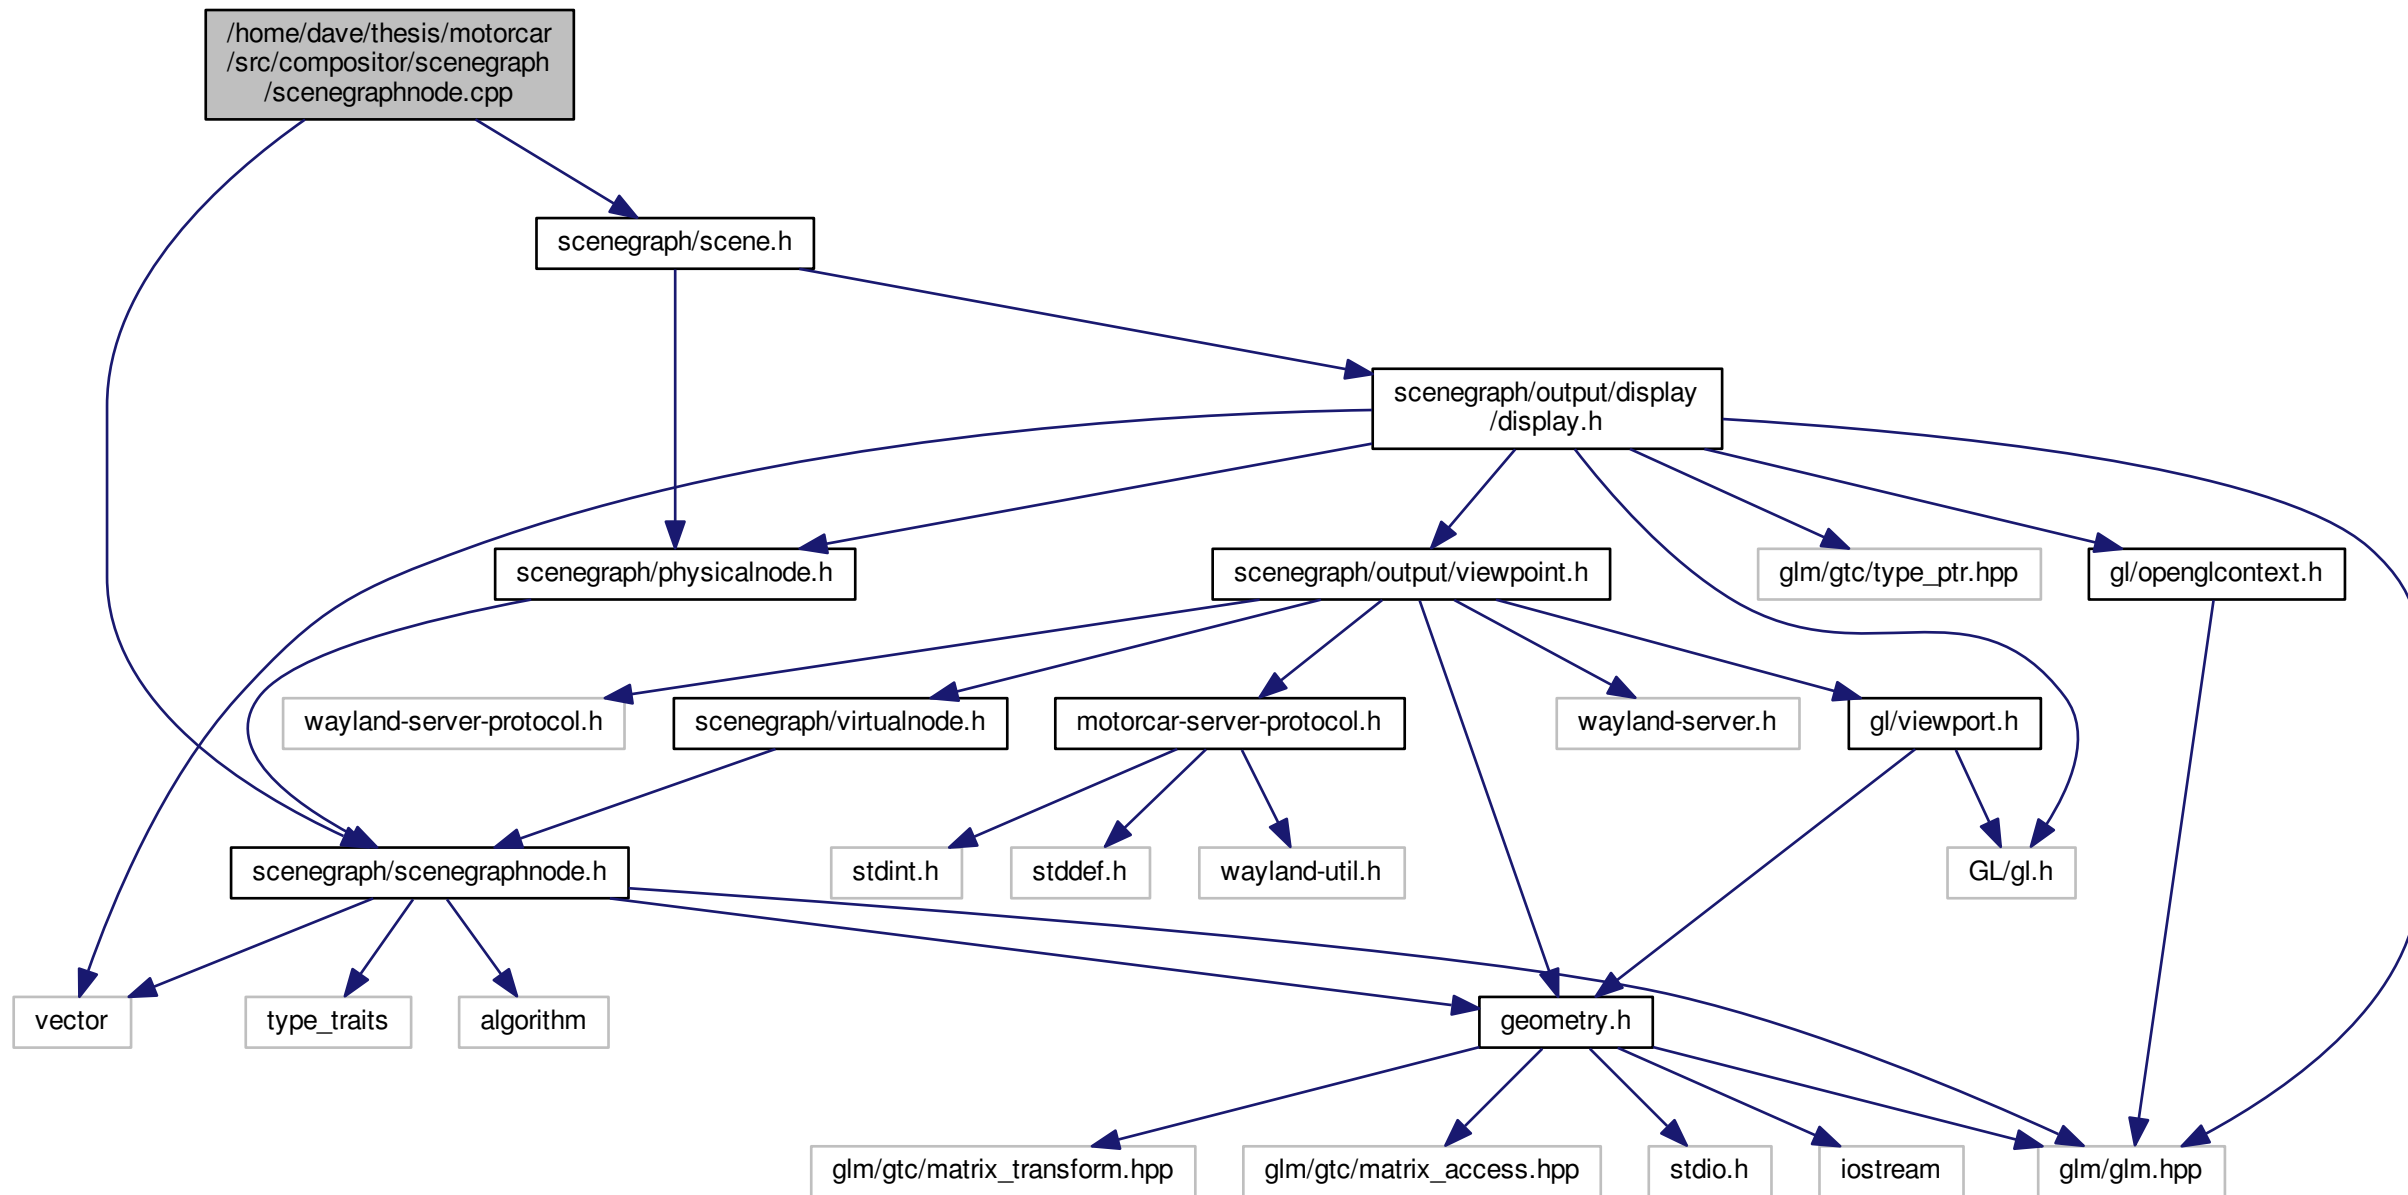 /home/dave/thesis/motorcar
/src/compositor/scenegraph
/scenegraphnode.cpp
scenegraph/scene.h
scenegraph/output/display
/display.h
scenegraph/physicalnode.h
scenegraph/output/viewpoint.h
glm/gtc/type_ptr.hpp
gl/openglcontext.h
wayland-server-protocol.h
scenegraph/virtualnode.h
motorcar-server-protocol.h
wayland-server.h
gl/viewport.h
scenegraph/scenegraphnode.h
stdint.h
stddef.h
wayland-util.h
GL/gl.h
vector
type_traits
algorithm
geometry.h
glm/gtc/matrix_transform.hpp
glm/gtc/matrix_access.hpp
stdio.h
iostream
glm/glm.hpp